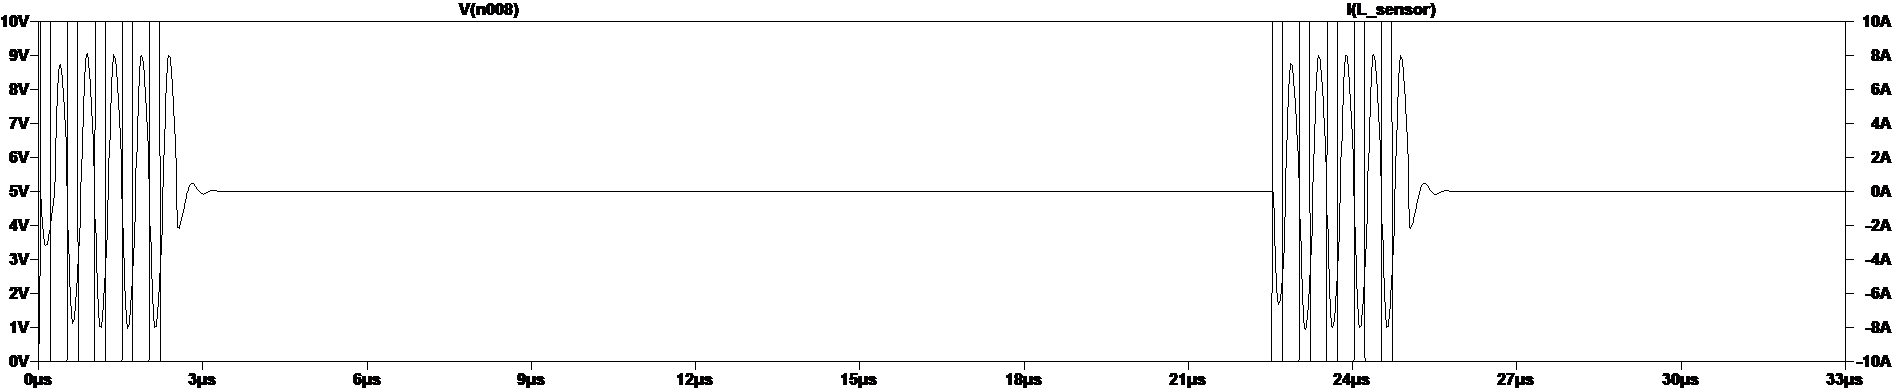 V(n008) I(L_sensor)
10V 10A
9V 8A
8V 6A
7V 4A
6V 2A
5V 0A
4V -2A
3V -4A
2V -6A
1V -8A
0V -10A
0µs 3µs 6µs 9µs 12µs 15µs 18µs 21µs 24µs 27µs 30µs 33µs